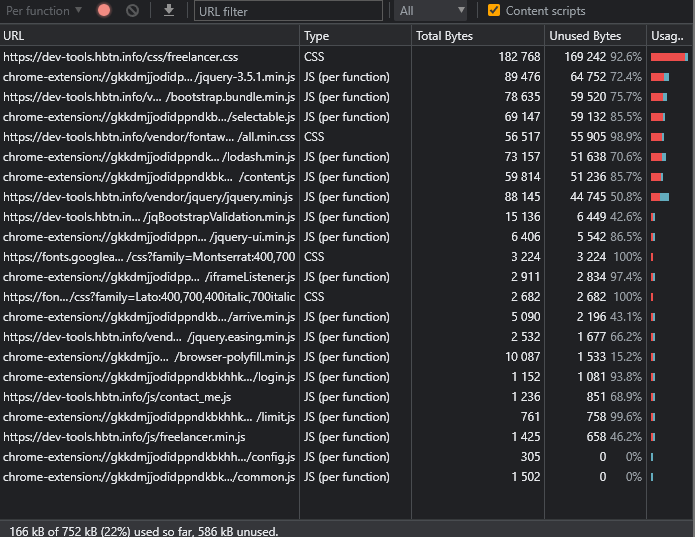 Per function ▾ URL filter All ▼ Content scripts
URL Type Total Bytes Unused Bytes Usag..
https://dev-tools.hbtn.info/css/freelancer.css CSS 182 768 169 242 92.6%
chrome-extension://gkkdmjjodidp… /jquery-3.5.1.min.js JS (per function) 89 476 64 752 72.4%
https://dev-tools.hbtn.info/v… /bootstrap.bundle.min.js JS (per function) 78 635 59 520 75.7%
chrome-extension://gkkdmjjodidppndkb… /selectable.js JS (per function) 69 147 59 132 85.5%
https://dev-tools.hbtn.info/vendor/fontaw… /all.min.css CSS 56 517 55 905 98.9%
chrome-extension://gkkdmjjodidppndk… /lodash.min.js JS (per function) 73 157 51 638 70.6%
chrome-extension://gkkdmjjodidppndkbk… /content.js JS (per function) 59 814 51 236 85.7%
https://dev-tools.hbtn.info/vendor/jquery/jquery.min.js JS (per function) 88 145 44 745 50.8%
https://dev-tools.hbtn.in… /jqBootstrapValidation.min.js JS (per function) 15 136 6 449 42.6%
chrome-extension://gkkdmjjodidppn… /jquery-ui.min.js JS (per function) 6 406 5 542 86.5%
https://fonts.googlea… /css?family=Montserrat:400,700 CSS 3 224 3 224 100%
chrome-extension://gkkdmjjodidpp… /iframeListener.js JS (per function) 2 911 2 834 97.4%
https://fon…/css?family=Lato:400,700,400italic,700italic CSS 2 682 2 682 100%
chrome-extension://gkkdmjjodidppndkb… /arrive.min.js JS (per function) 5 090 2 196 43.1%
https://dev-tools.hbtn.info/vend… /jquery.easing.min.js JS (per function) 2 532 1 677 66.2%
chrome-extension://gkkdmjjo… /browser-polyfill.min.js JS (per function) 10 087 1 533 15.2%
chrome-extension://gkkdmjjodidppndkbkhhk… /login.js JS (per function) 1 152 1 081 93.8%
https://dev-tools.hbtn.info/js/contact_me.js JS (per function) 1 236 851 68.9%
chrome-extension://gkkdmjjodidppndkbkhhk… /limit.js JS (per function) 761 758 99.6%
https://dev-tools.hbtn.info/js/freelancer.min.js JS (per function) 1 425 658 46.2%
chrome-extension://gkkdmjjodidppndkbkhh… /config.js JS (per function) 305 0 0%
chrome-extension://gkkdmjjodidppndkbk… /common.js JS (per function) 1 502 0 0%
166 kB of 752 kB (22%) used so far, 586 kB unused.